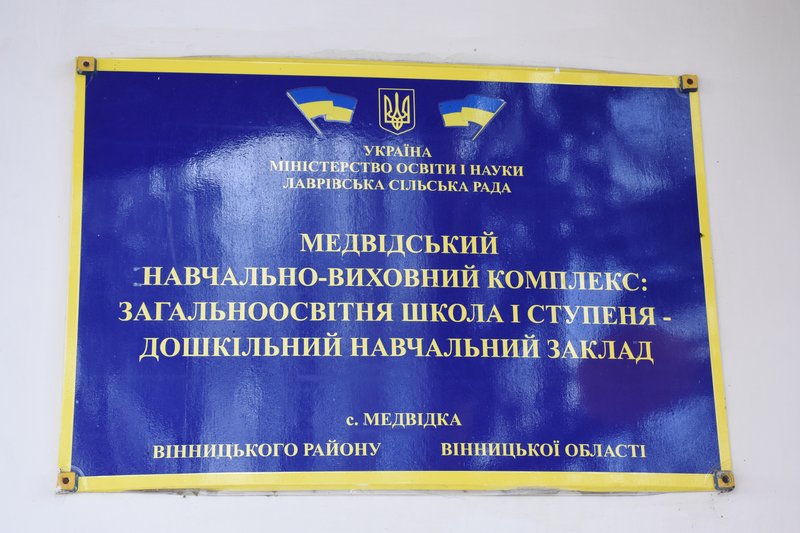 УКРАЇНА
МІНІСТЕРСТВО ОСВІТИ І НАУКИ
ЛАВРІВСЬКА СІЛЬСЬКА РАДА
МЕДВІДСЬКИЙ
НАВЧАЛЬНО-ВИХОВНИЙ КОМПЛЕКС:
ЗАГАЛЬНООСВІТНЯ ШКОЛА І СТУПЕНЯ -
ДОШКІЛЬНИЙ НАВЧАЛЬНИЙ ЗАКЛАД
с. МЕДВІДКА
ВІННИЦЬКОГО РАЙОНУ ВІННИЦЬКОЇ ОБЛАСТІ